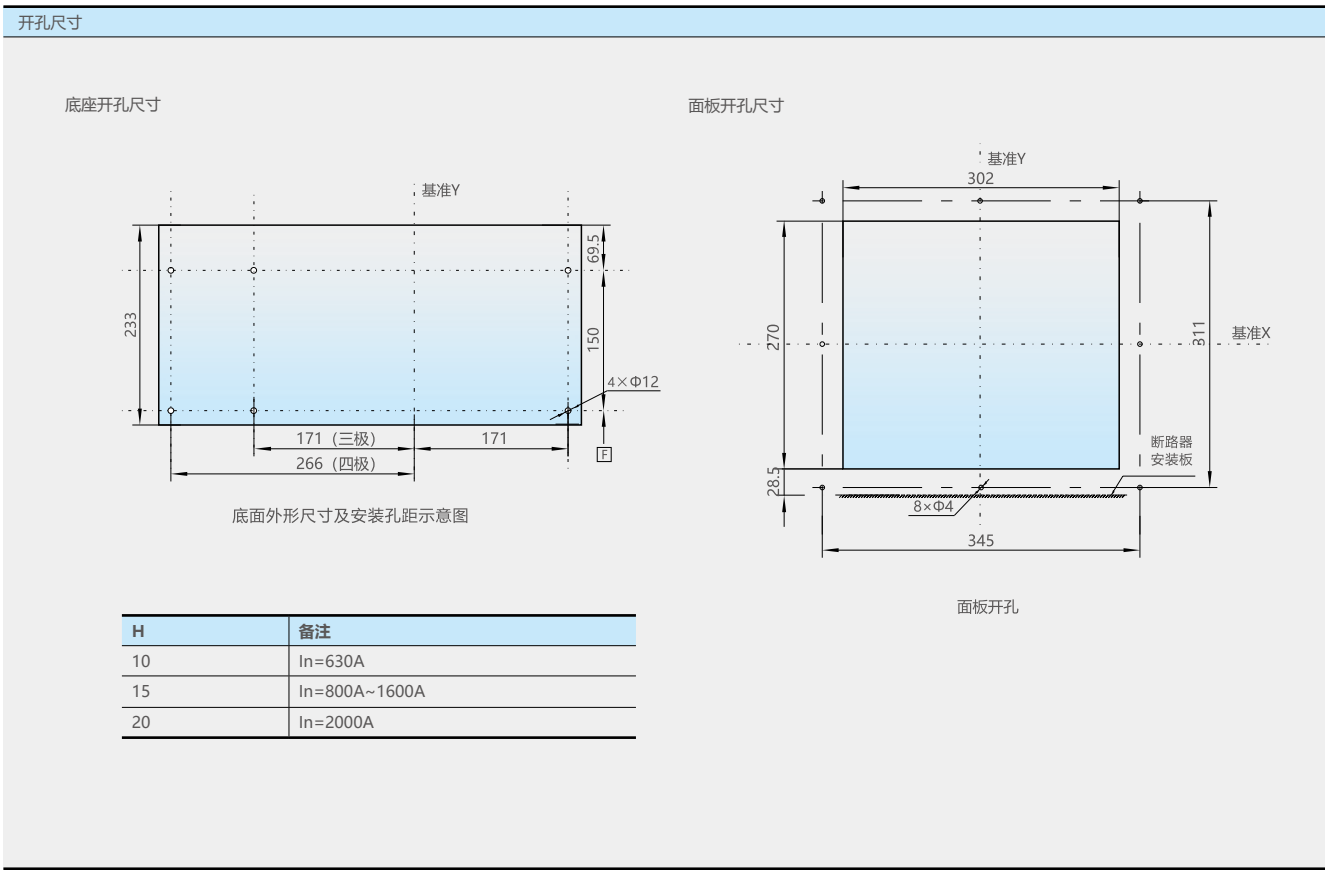 开孔尺寸
底座开孔尺寸
基准Y
69.5
233
150
4×Φ12
171（三极）
171
266（四极）
F
底面外形尺寸及安装孔距示意图
面板开孔尺寸
基准Y
302
270
311
基准X
断路器
安装板
28.5
8×Φ4
345
面板开孔
H 备注
10 In=630A
15 In=800A~1600A
20 In=2000A